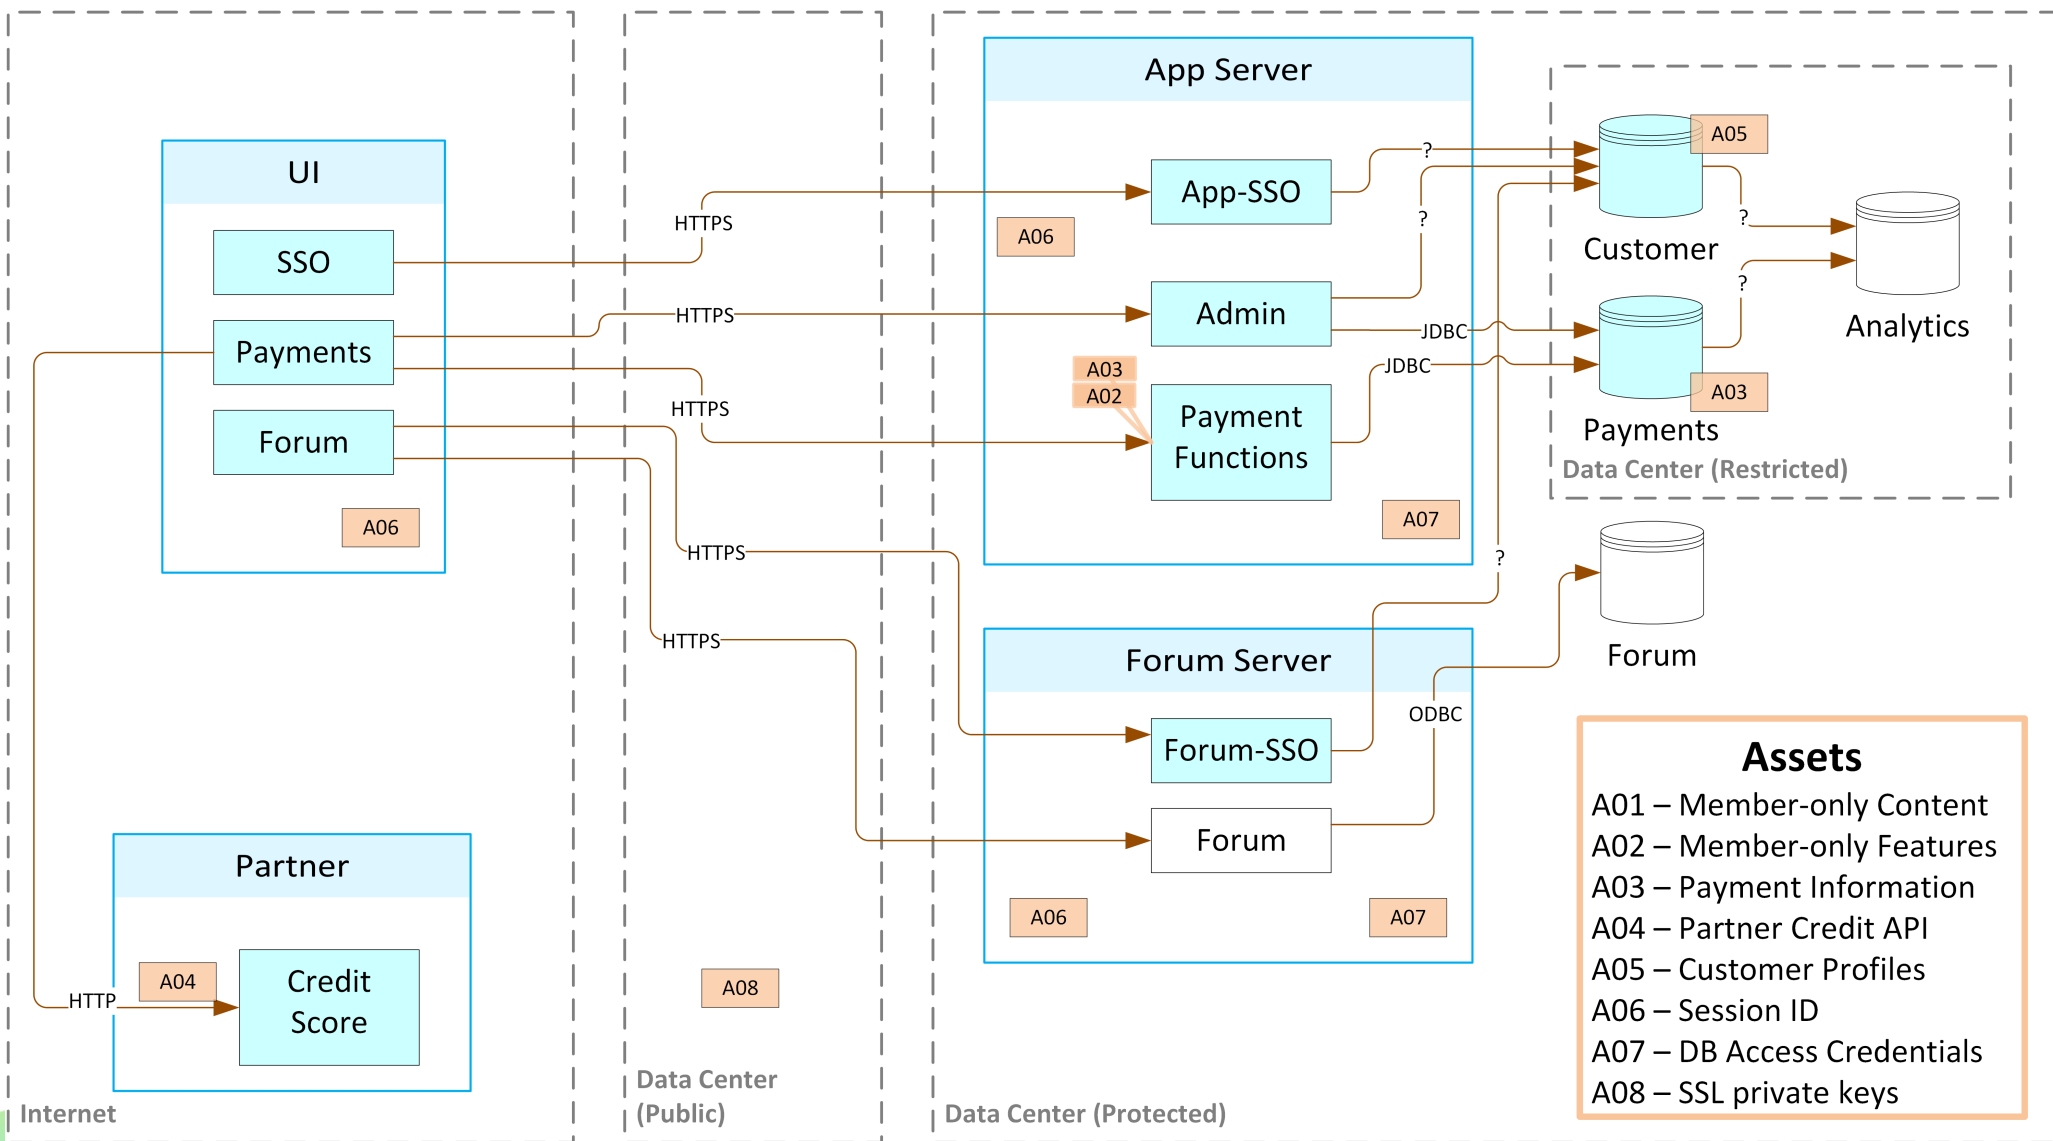 UI
SSO
Payments
Forum
A06
HTTP
Partner
A04
Credit
Score
Internet
HTTPS
HTTPS
HTTPS
HTTPS
HTTPS
A08
Data Center
(Public)
App Server
App-SSO
A06
Admin
A03
A02
Payment
Functions
A07
?
?
JDBC
JDBC
?
Forum Server
Forum-SSO
Forum
A06
A07
ODBC
Data Center (Protected)
A05
Customer
?
?
Analytics
A03
Payments
Data Center (Restricted)
Forum
Assets
A01 – Member-only Content
A02 – Member-only Features
A03 – Payment Information
A04 – Partner Credit API
A05 – Customer Profiles
A06 – Session ID
A07 – DB Access Credentials
A08 – SSL private keys